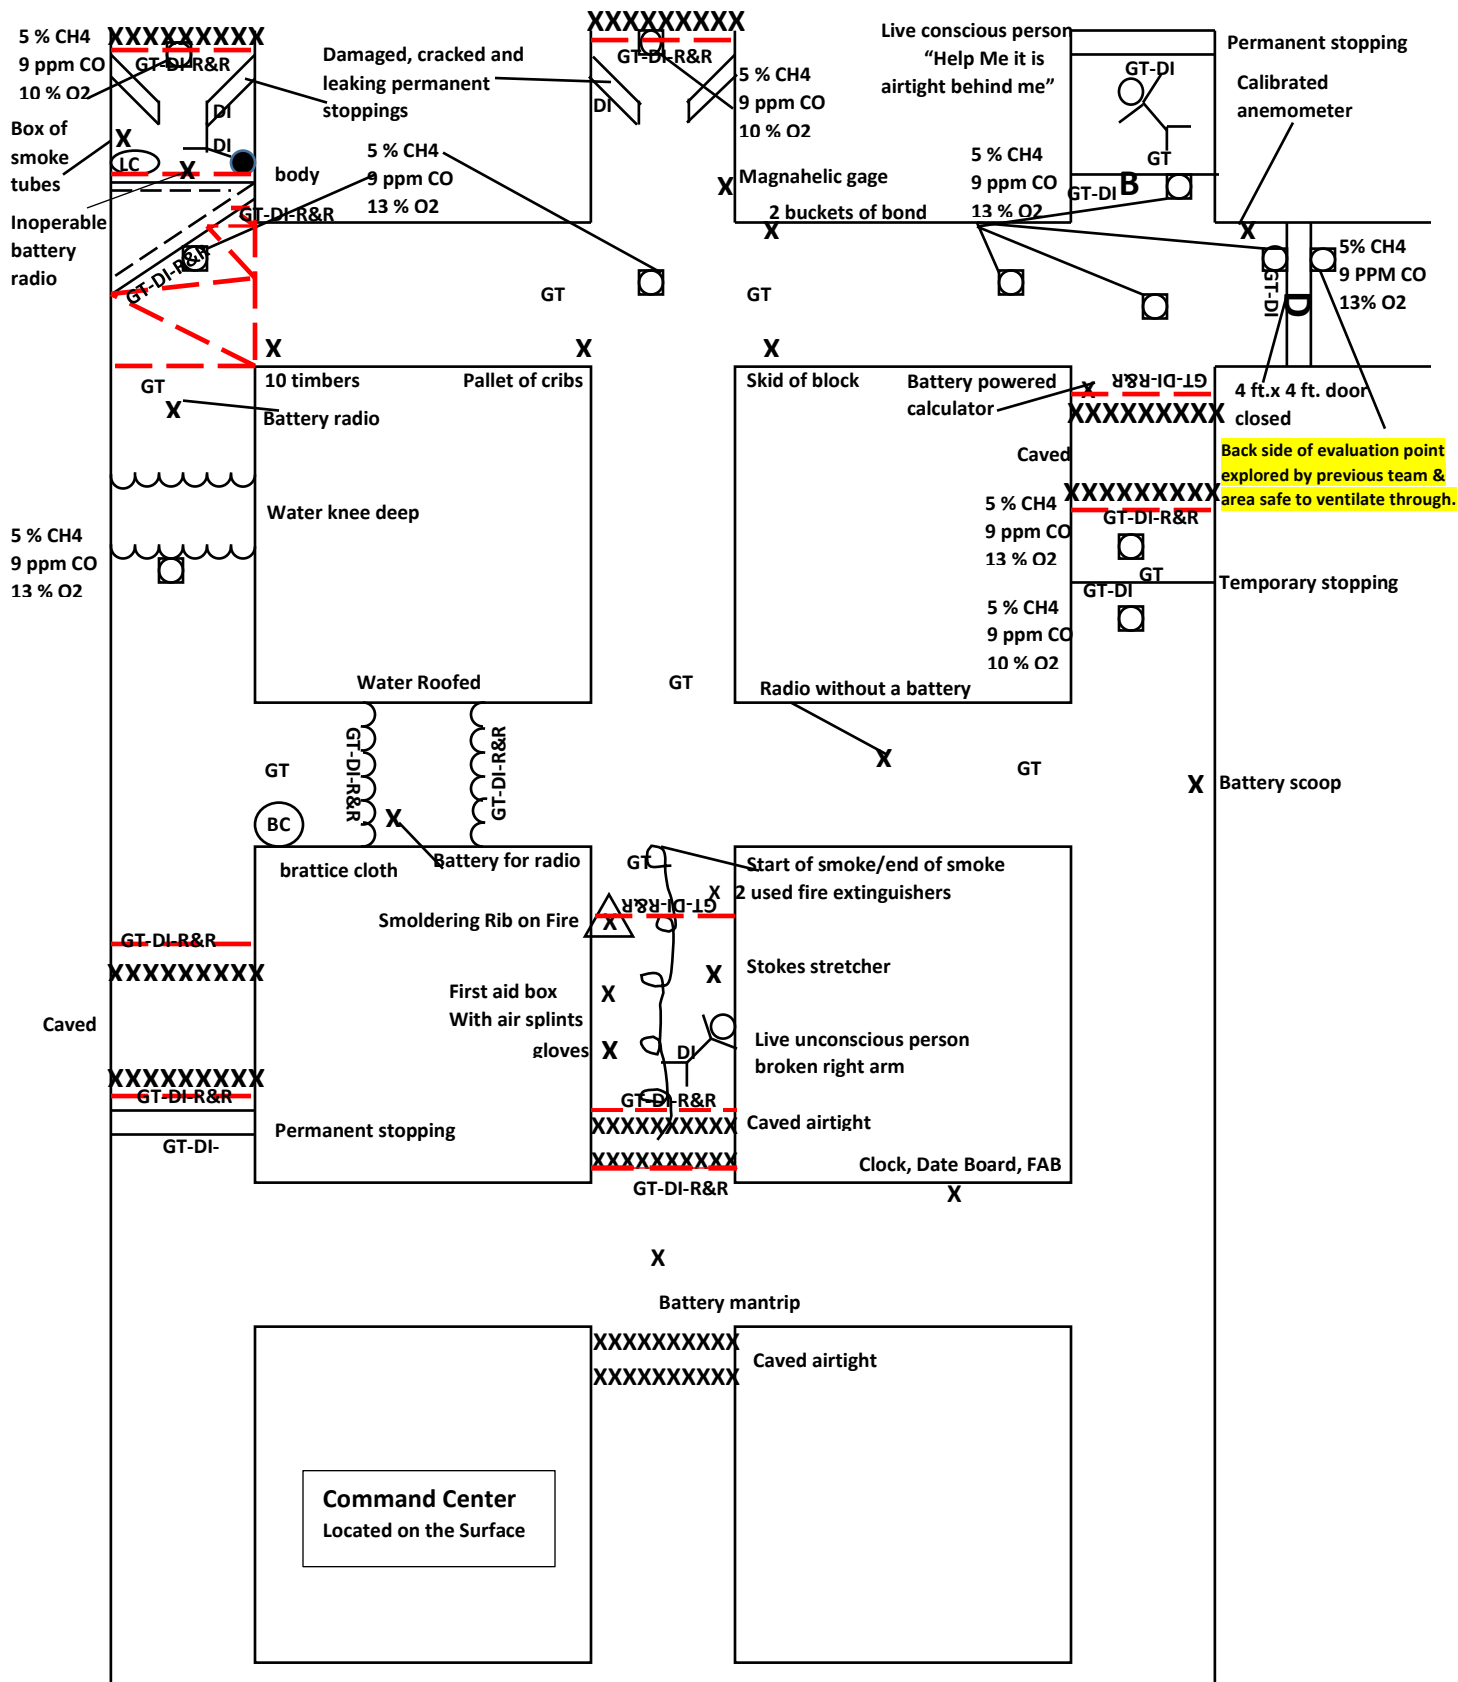 5 % CH4
9 ppm CO
10 % O2
XXXXXXXXX
GT-DI-R&R
Damaged, cracked and
leaking permanent
stoppings
XXXXXXXXX
GT-DI-R&R
5 % CH4
9 ppm CO
10 % O2
Live conscious person
“Help Me it is
airtight behind me”
GT-DI
GT
Permanent stopping
Calibrated
anemometer
Box of
smoke
tubes
X
LC
DI
DI
X
DI
body
Inoperable
battery
radio
5 % CH4
9 ppm CO
13 % O2
X
Magnahelic gage
2 buckets of bond
X
5 % CH4
9 ppm CO
13 % O2
GT-DI
B
X
GT-DI-R&R
GT-DI-R&R
GT
GT
GT-DI
D
5% CH4
9 PPM CO
13% O2
X
X
X
GT
10 timbers
Pallet of cribs
Skid of block
Battery powered
calculator
X
GT-DI-R&R
4 ft.x 4 ft. door
closed
X
Battery radio
XXXXXXXXX
Caved
Back side of evaluation point
explored by previous team &
area safe to ventilate through.
XXXXXXXXX
GT-DI-R&R
Water knee deep
5 % CH4
9 ppm CO
13 % O2
5 % CH4
9 ppm CO
13 % O2
GT
GT-DI
Temporary stopping
5 % CH4
9 ppm CO
10 % O2
Water Roofed
GT
Radio without a battery
GT-DI-R&R
GT-DI-R&R
GT
X
GT
X
Battery scoop
BC
X
brattice cloth
Battery for radio
GT
Start of smoke/end of smoke
X
2 used fire extinguishers
GT-DI-R&R
Smoldering Rib on Fire
X
GT-DI-R&R
XXXXXXXXX
Stokes stretcher
X
First aid box
With air splints
X
Caved
gloves
X
DI
Live unconscious person
broken right arm
XXXXXXXXX
GT-DI-R&R
GT-DI-R&R
Permanent stopping
XXXXXXXXXX
Caved airtight
GT-DI-
XXXXXXXXXX
Clock, Date Board, FAB
GT-DI-R&R
X
X
Battery mantrip
XXXXXXXXXX
Caved airtight
XXXXXXXXXX
Command Center
Located on the Surface